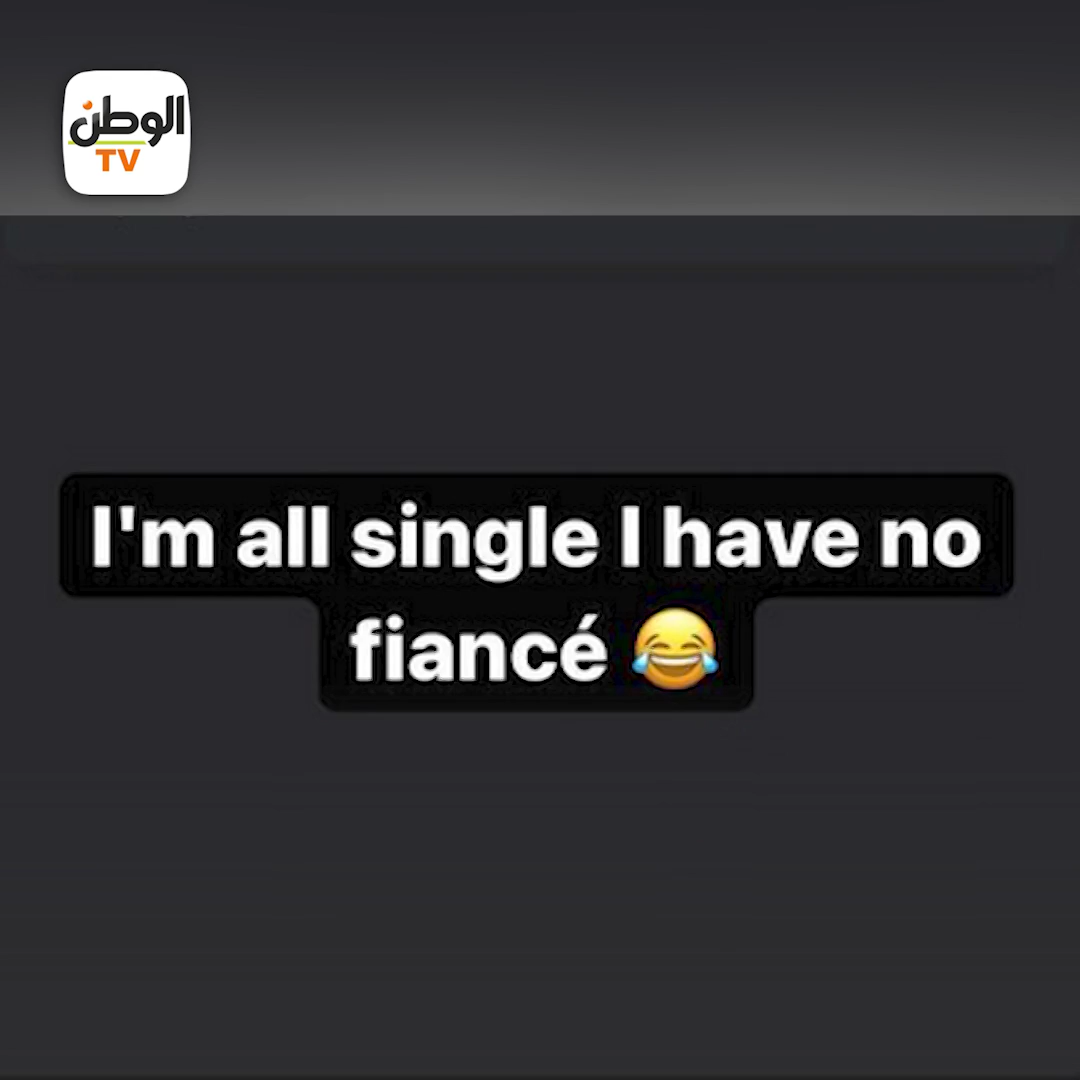 الوطن
TV
I'm all single I have no
fiancé 😂